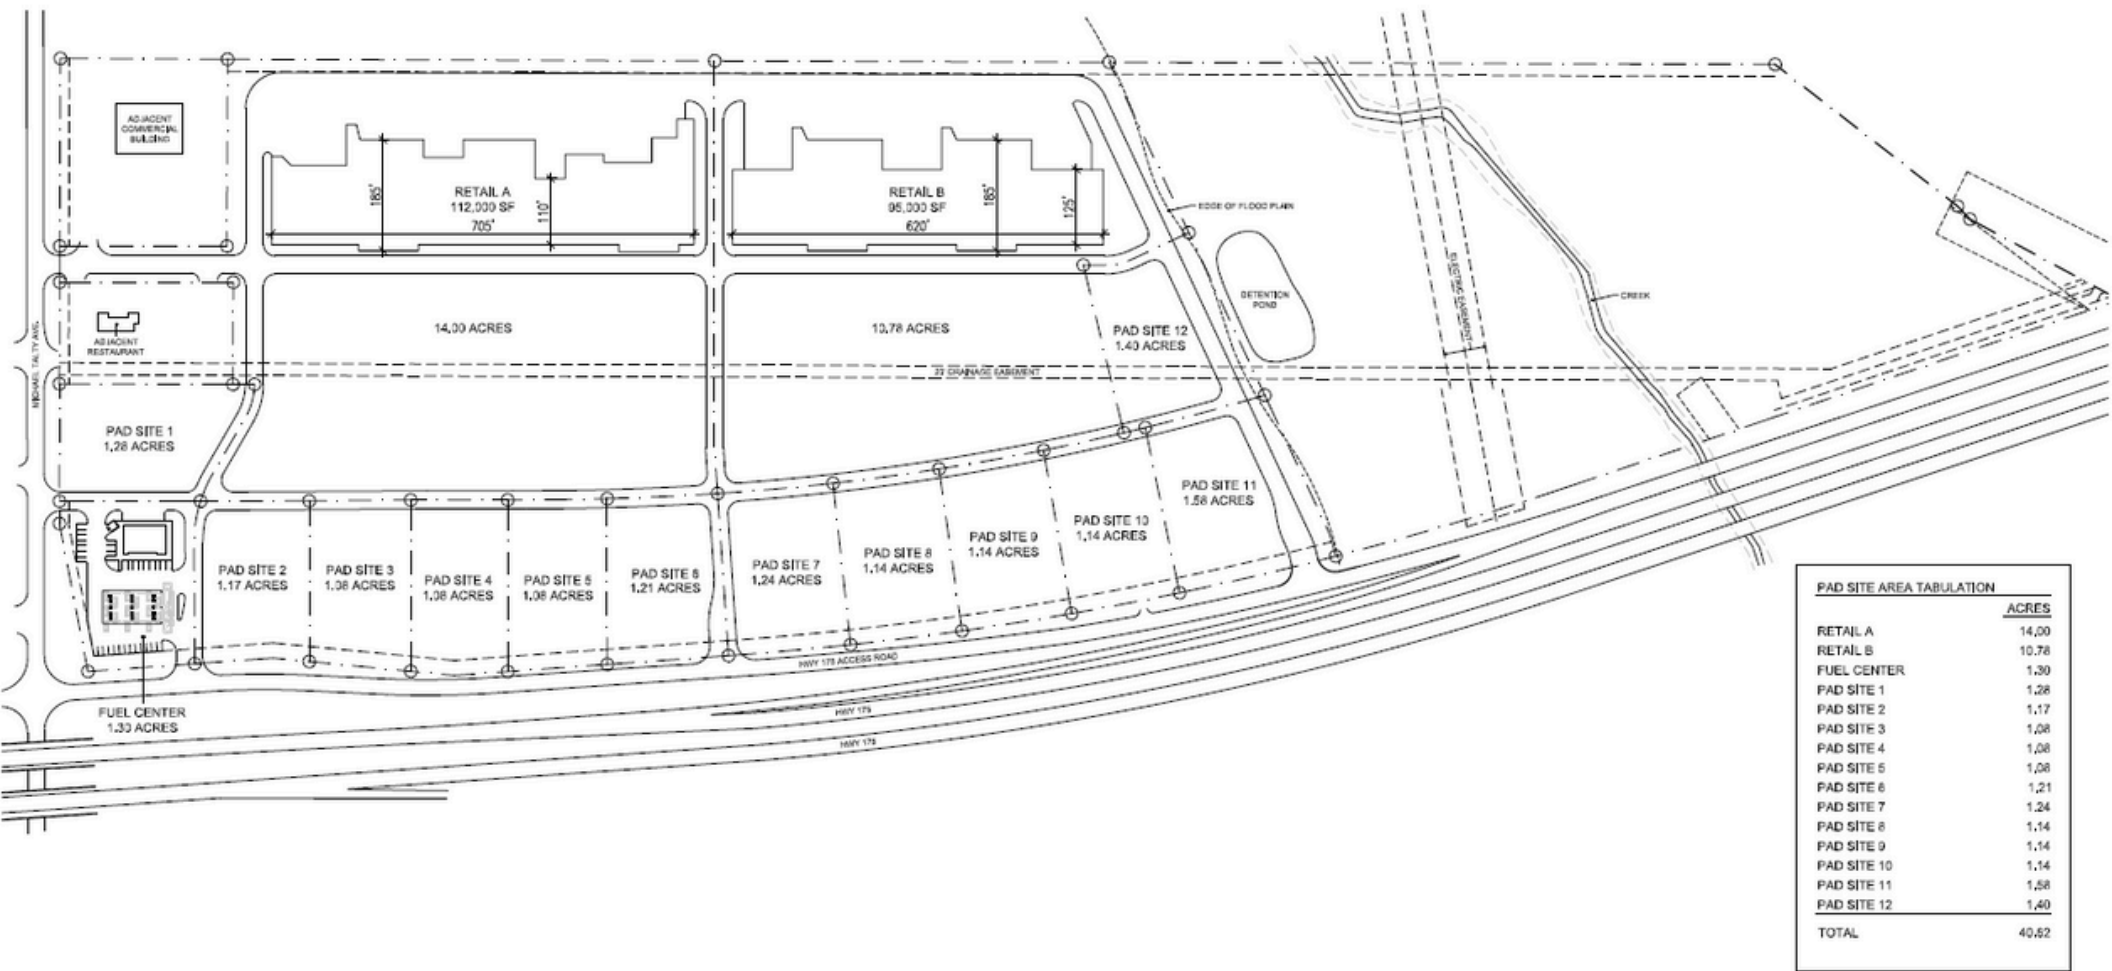 ADJACENT
COMMERCIAL
BUILDING
RETAIL A
112,000 SF
705'
185'
110'
RETAIL B
95,000 SF
620'
185'
125'
EDGE OF FLOOD PLAIN
DETENTION
POND
ELECTRIC EASEMENT
CREEK
ADJACENT
RESTAURANT
14.00 ACRES
10.78 ACRES
PAD SITE 12
1.40 ACRES
DRAINAGE EASEMENT
PAD SITE 1
1.28 ACRES
PAD SITE 2
1.17 ACRES
PAD SITE 3
1.08 ACRES
PAD SITE 4
1.08 ACRES
PAD SITE 5
1.08 ACRES
PAD SITE 6
1.21 ACRES
PAD SITE 7
1.24 ACRES
PAD SITE 8
1.14 ACRES
PAD SITE 9
1.14 ACRES
PAD SITE 10
1.14 ACRES
PAD SITE 11
1.58 ACRES
FUEL CENTER
1.30 ACRES
HWY 175 ACCESS ROAD
HWY 175
HWY 175
PAD SITE AREA TABULATION
ACRES
RETAIL A 14.00
RETAIL B 10.78
FUEL CENTER 1.30
PAD SITE 1 1.28
PAD SITE 2 1.17
PAD SITE 3 1.08
PAD SITE 4 1.08
PAD SITE 5 1.08
PAD SITE 6 1.21
PAD SITE 7 1.24
PAD SITE 8 1.14
PAD SITE 9 1.14
PAD SITE 10 1.14
PAD SITE 11 1.58
PAD SITE 12 1.40
TOTAL 40.62